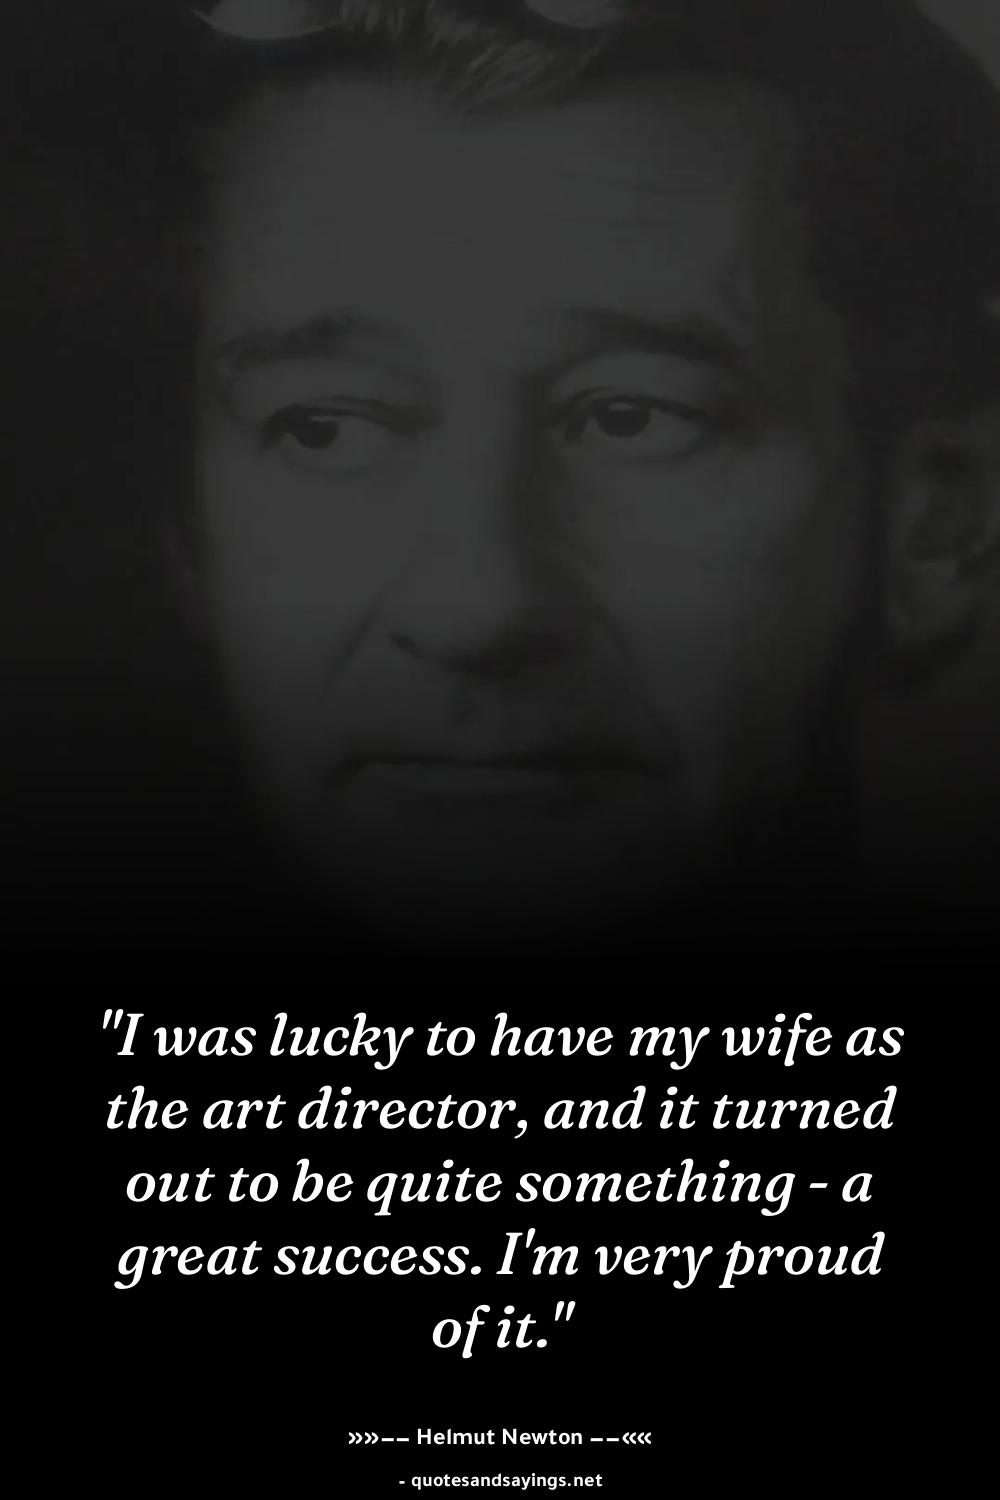 "I was lucky to have my wife as
the art director, and it turned
out to be quite something - a
great success. I'm very proud
of it."
»»–– Helmut Newton ––««
- quotesandsayings.net